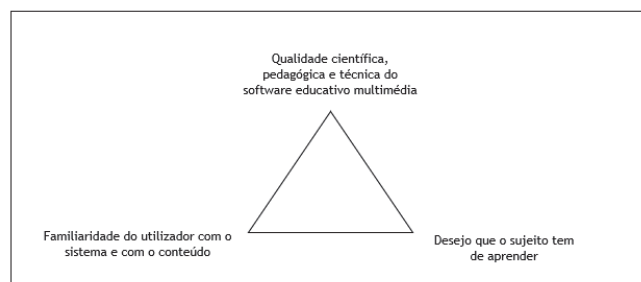 Qualidade científica,
pedagógica e técnica do
software educativo multimédia
Familiaridade do utilizador com o
sistema e com o conteúdo
Desejo que o sujeito tem
de aprender